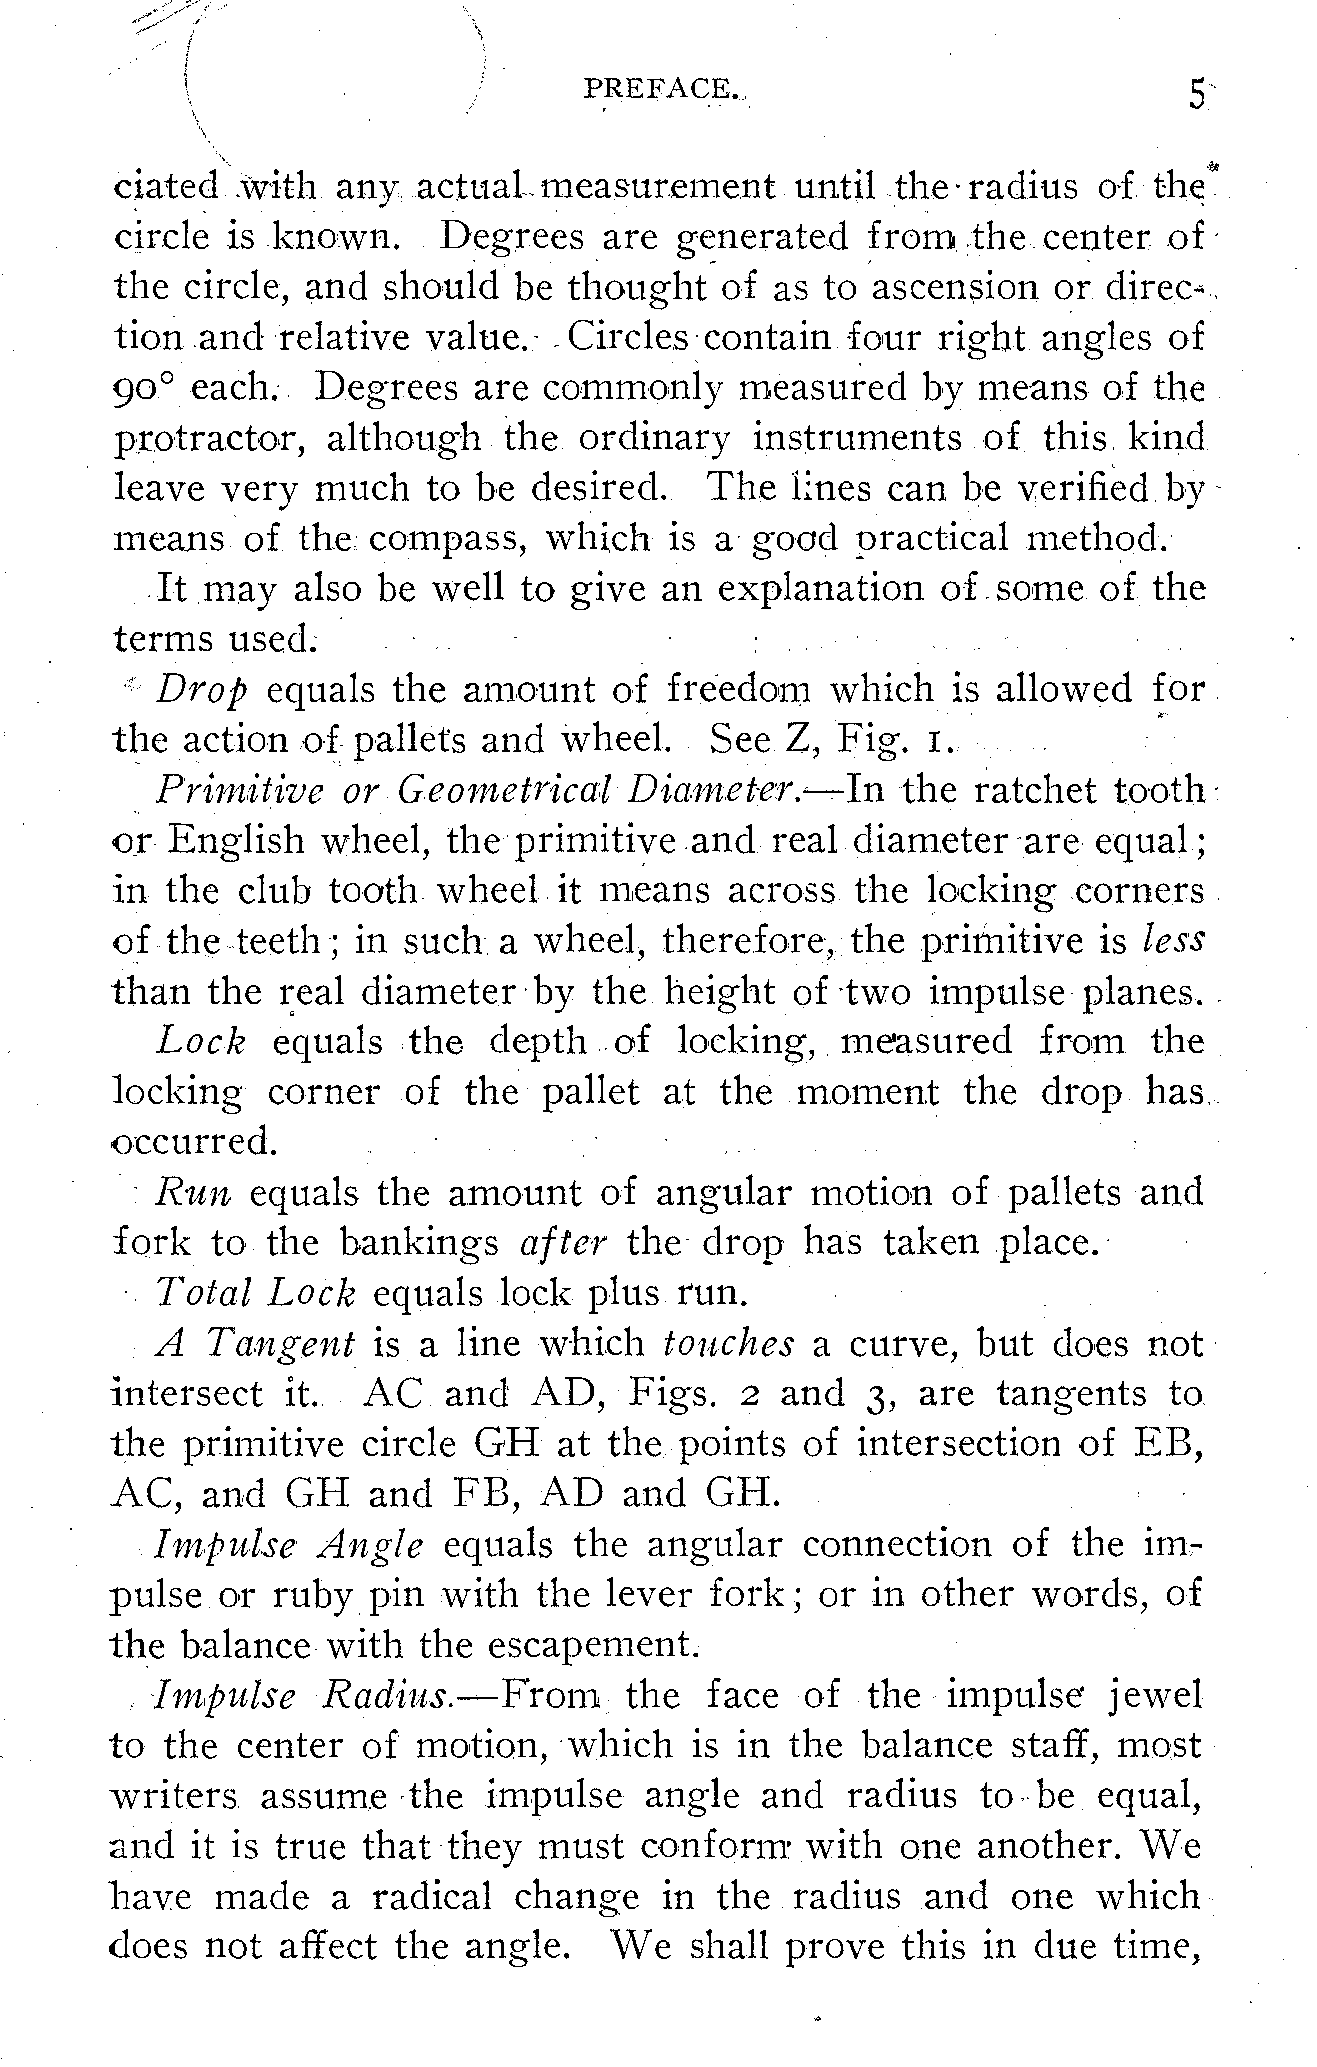 PREFACE. 5
ciated with any actual measurement until the radius of the
circle is known. Degrees are generated from the center of
the circle, and should be thought of as to ascension or direc-
tion and relative value. Circles contain four right angles of
90° each. Degrees are commonly measured by means of the
protractor, although the ordinary instruments of this kind
leave very much to be desired. The lines can be verified by
means of the compass, which is a good practical method.
It may also be well to give an explanation of some of the
terms used.
Drop equals the amount of freedom which is allowed for
the action of pallets and wheel. See Z, Fig. 1.
Primitive or Geometrical Diameter.—In the ratchet tooth
or English wheel, the primitive and real diameter are equal;
in the club tooth wheel it means across the locking corners
of the teeth; in such a wheel, therefore, the primitive is less
than the real diameter by the height of two impulse planes.
Lock equals the depth of locking, measured from the
locking corner of the pallet at the moment the drop has
occurred.
Run equals the amount of angular motion of pallets and
fork to the bankings after the drop has taken place.
Total Lock equals lock plus run.
A Tangent is a line which touches a curve, but does not
intersect it. AC and AD, Figs. 2 and 3, are tangents to
the primitive circle GH at the points of intersection of EB,
AC, and GH and FB, AD and GH.
Impulse Angle equals the angular connection of the im-
pulse or ruby pin with the lever fork; or in other words, of
the balance with the escapement.
Impulse Radius.—From the face of the impulse jewel
to the center of motion, which is in the balance staff, most
writers assume the impulse angle and radius to be equal,
and it is true that they must conform with one another. We
have made a radical change in the radius and one which
does not affect the angle. We shall prove this in due time,